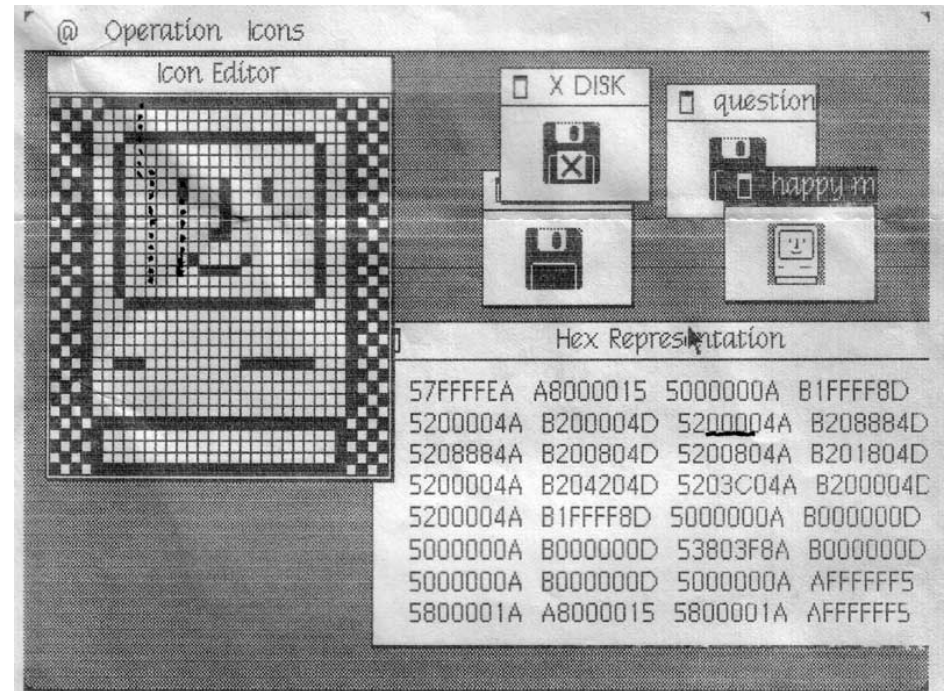 @ Operation Icons
Icon Editor
X DISK
question
happy m
Hex Representation
57FFFFEA A8000015 5000000A B1FFFF8D
5200004A B200004D 5200004A B208884D
5208884A B200804D 5200804A B201804D
5200004A B204204D 5203C04A B200004D
5200004A B1FFFF8D 5000000A B000000D
5000000A B000000D 53803F8A B000000D
5000000A B000000D 5000000A AFFFFFF5
5800001A A8000015 5800001A AFFFFFF5